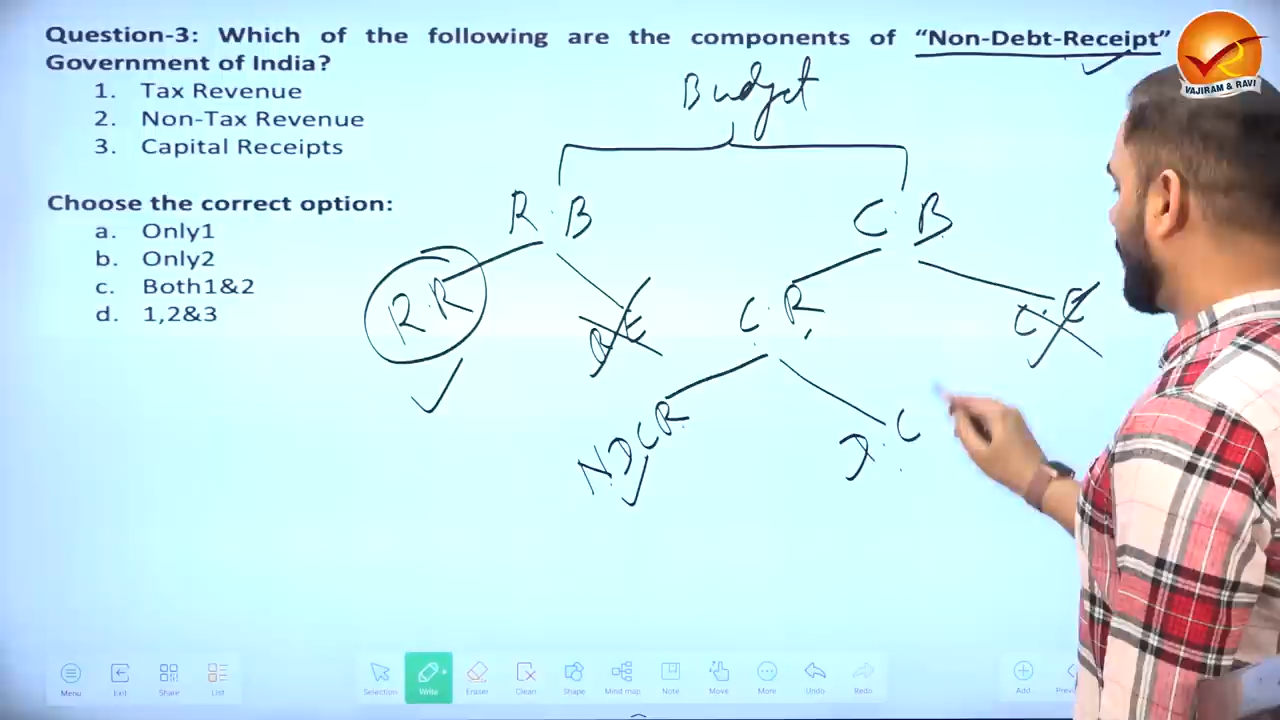 Question-3: Which of the following are the components of “Non-Debt-Receipt”
Government of India?
1. Tax Revenue
2. Non-Tax Revenue
3. Capital Receipts
Choose the correct option:
a. Only1
b. Only2
c. Both1&2
d. 1,2&3
Budget
R.B
C.B
R.R
R.E
C.R
C.E
N.D.C.R
D.C
VAJIRAM & RAVI
Menu
Exit
Share
List
Selection
Write
Eraser
Clean
Shape
Mind map
Note
Move
More
Undo
Redo
Add
Previ